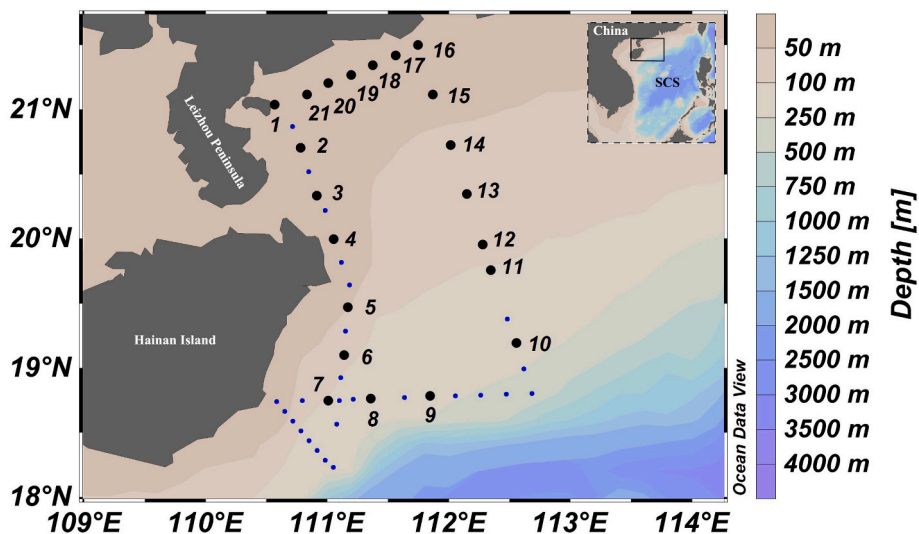 China
SCS
21°N
20°N
19°N
18°N
109°E
110°E
111°E
112°E
113°E
114°E
Leizhou Peninsula
Hainan Island
1
2
3
4
5
6
7
8
9
10
11
12
13
14
15
16
17
18
19
20
21
Ocean Data View
50 m
100 m
250 m
500 m
750 m
1000 m
1250 m
1500 m
2000 m
2500 m
3000 m
3500 m
4000 m
Depth [m]